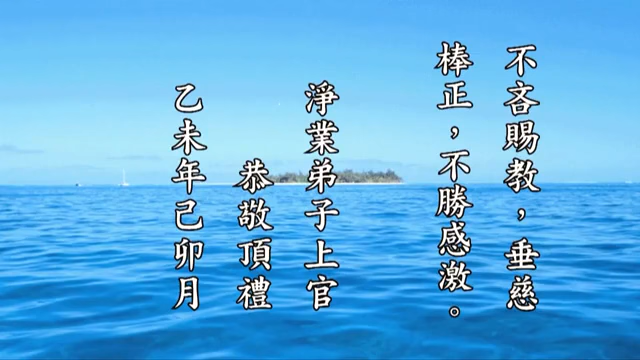 不吝賜教，垂慈
棒正，不勝感激。
淨業弟子上官
恭敬頂禮
乙未年己卯月